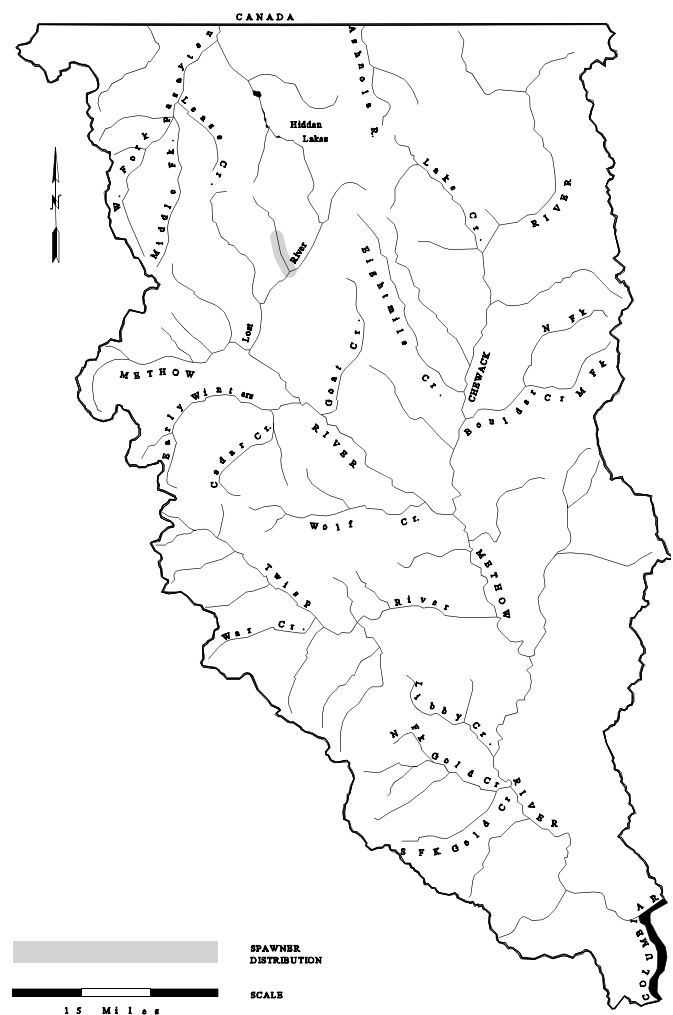 CANADA
Pasayten
Ashnola R.
Lease Cr.
Hidden
Lakes
W. Fork
Middle Fk.
Lake Cr.
RIVER
River
Eightmile Cr.
Lost
Goat Cr.
N Fk
METHOW
CHEWACK
Early Winters
Boulder Cr M Fk
RIVER
Cedar Cr.
Wolf Cr.
METHOW
Twisp River
War Cr.
Libby Cr.
N Fk
Gold Cr
RIVER
S FK Gold Cr
COLUMBIA R
SPAWNER
DISTRIBUTION
SCALE
15 Miles